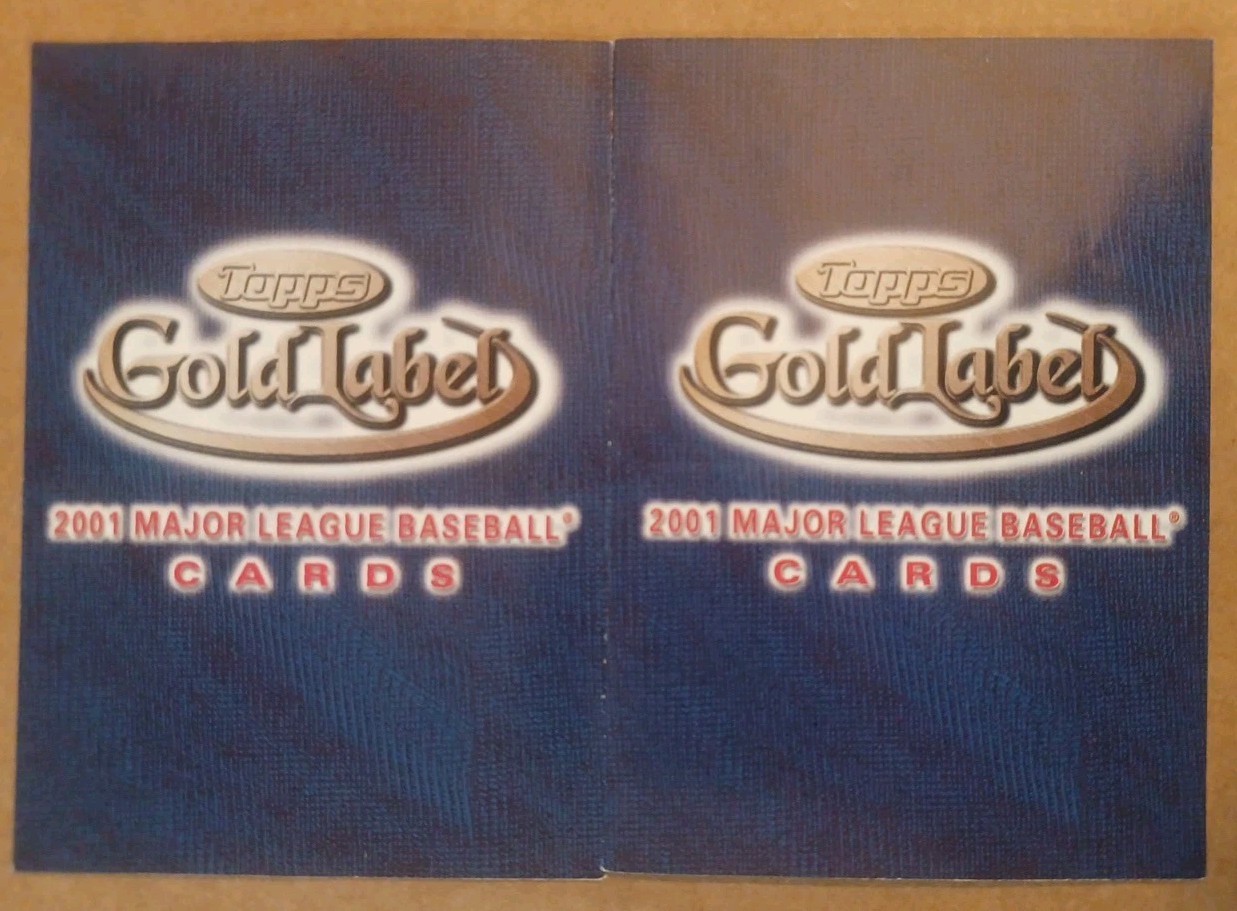 Topps
Gold Label
2001 MAJOR LEAGUE BASEBALL®
CARDS
Topps
Gold Label
2001 MAJOR LEAGUE BASEBALL®
CARDS